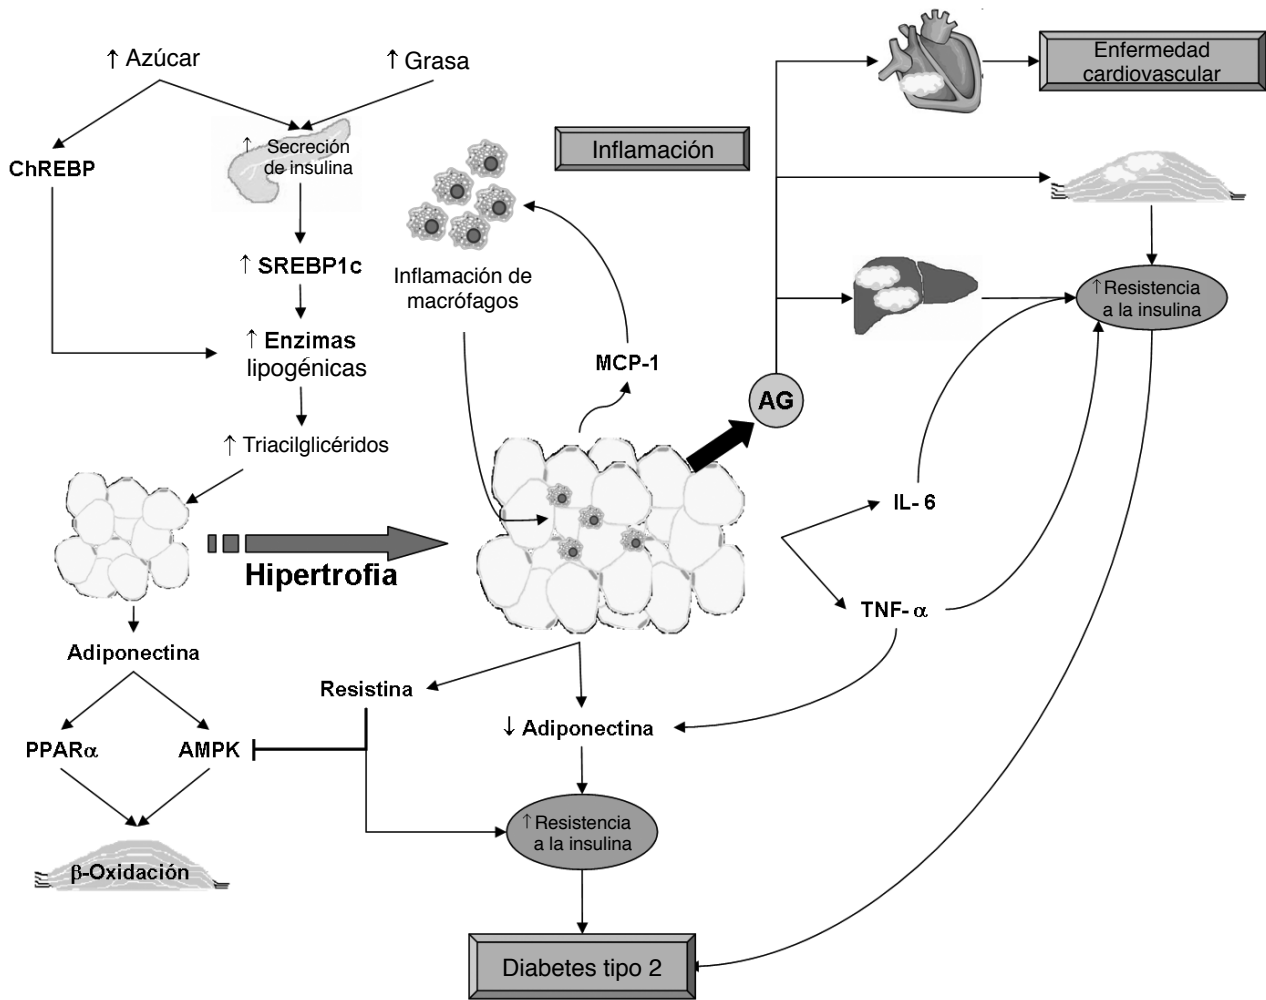 ↑ Azúcar
↑ Grasa
Enfermedad
cardiovascular
Inflamación
ChREBP
↑ Secreción
de insulina
↑ SREBP1c
Inflamación de
macrófagos
↑ Resistencia
a la insulina
↑ Enzimas
lipogénicas
MCP-1
AG
↑ Triacilglicéridos
IL- 6
Hipertrofia
TNF- α
Adiponectina
Resistina
↓ Adiponectina
PPARα
AMPK
↑ Resistencia
a la insulina
β-Oxidación
Diabetes tipo 2